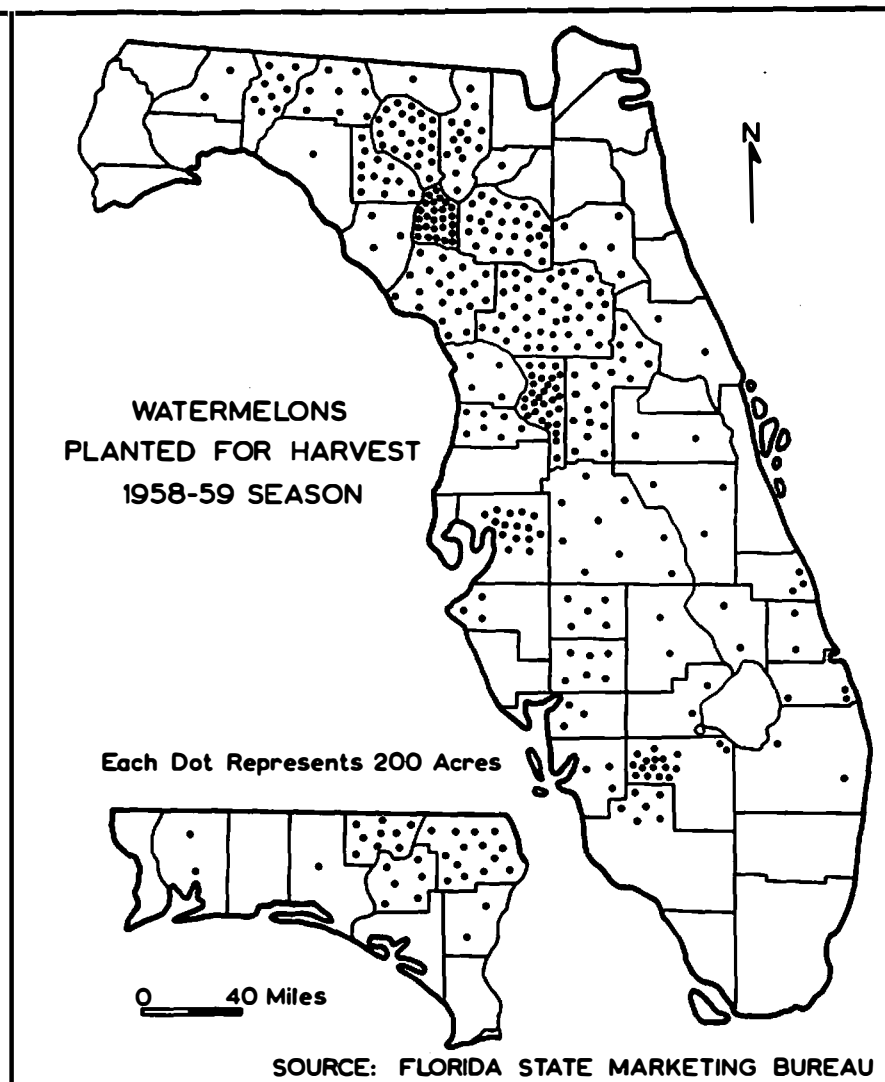 N
WATERMELONS
PLANTED FOR HARVEST
1958-59 SEASON
Each Dot Represents 200 Acres
0 40 Miles
SOURCE: FLORIDA STATE MARKETING BUREAU